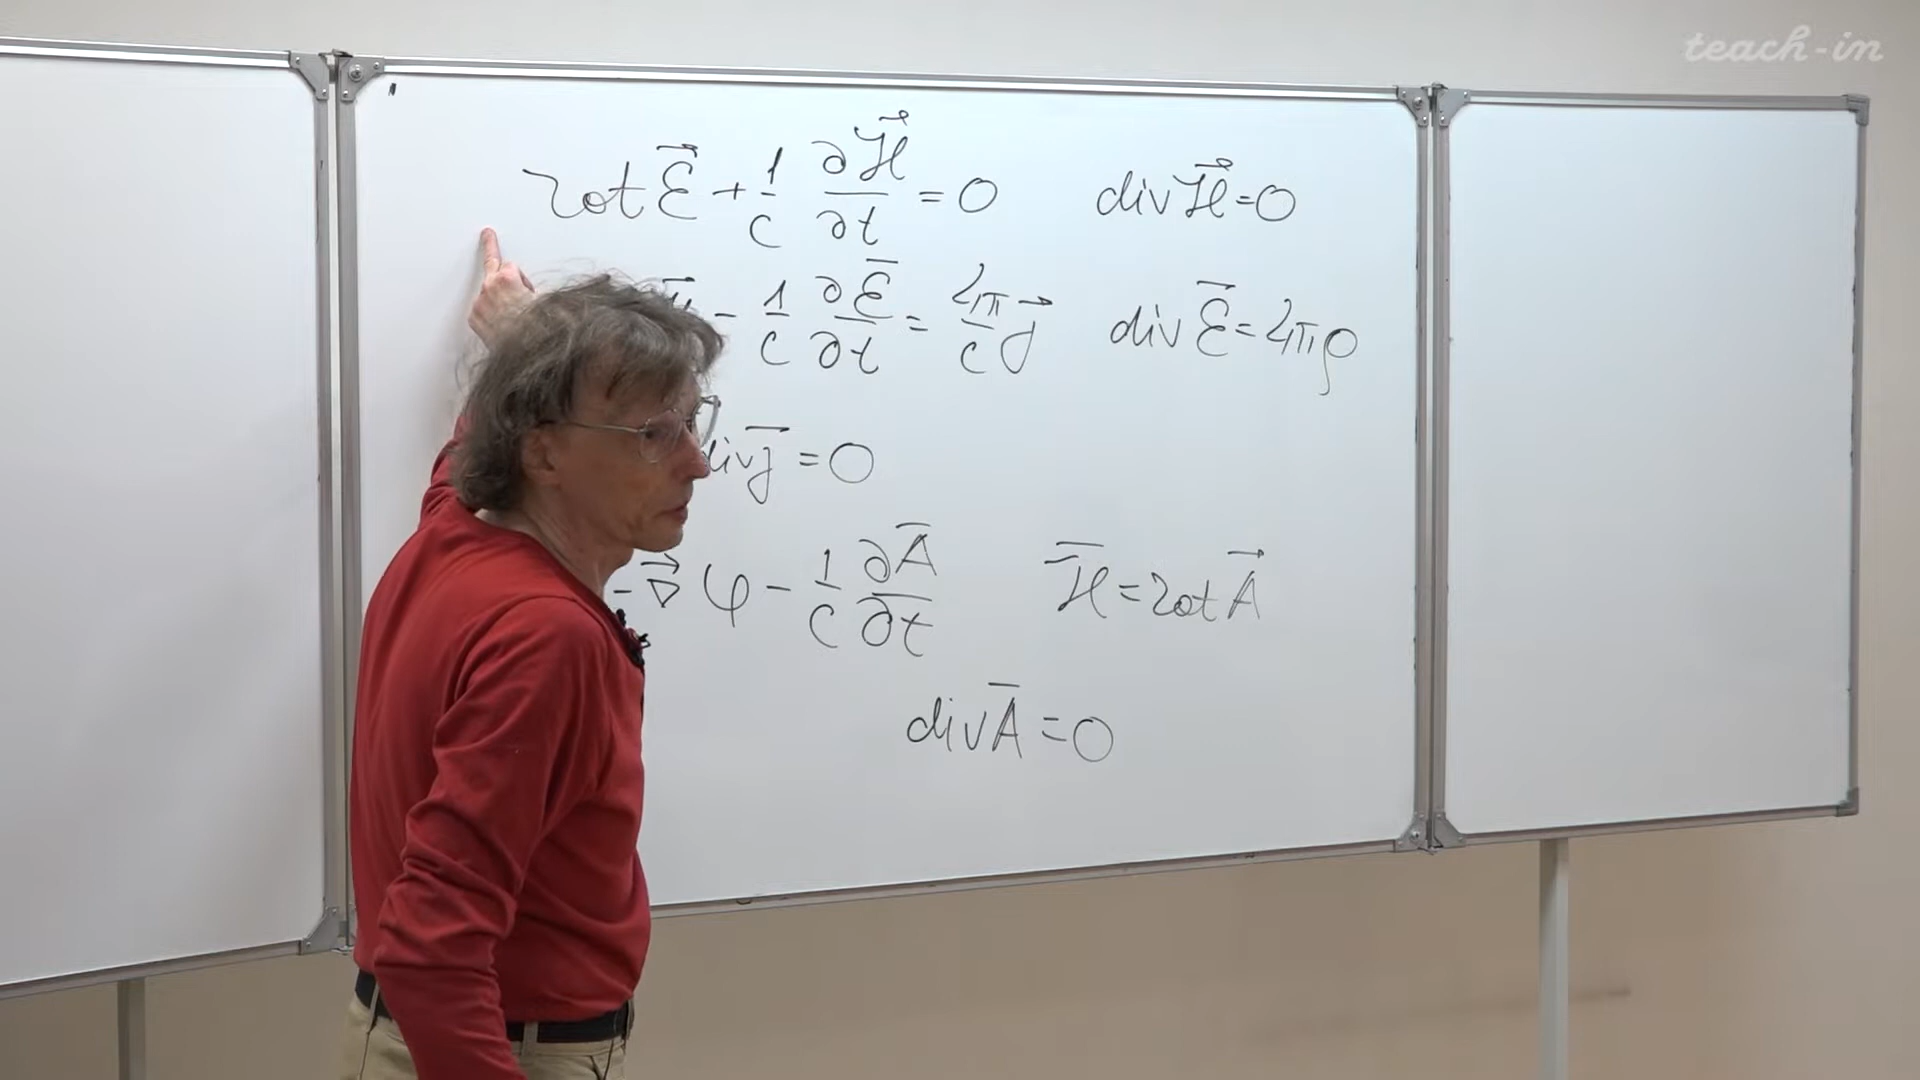 teach-in
rot E⃗ + 1/c ∂ℋ⃗/∂t = 0 div ℋ⃗ = 0
− 1/c ∂Ē/∂t = 4π/c j⃗ div Ē = 4πρ
div j⃗ = 0
−∇⃗φ − 1/c ∂Ā/∂t ℋ̄ = rot A⃗
div Ā = 0